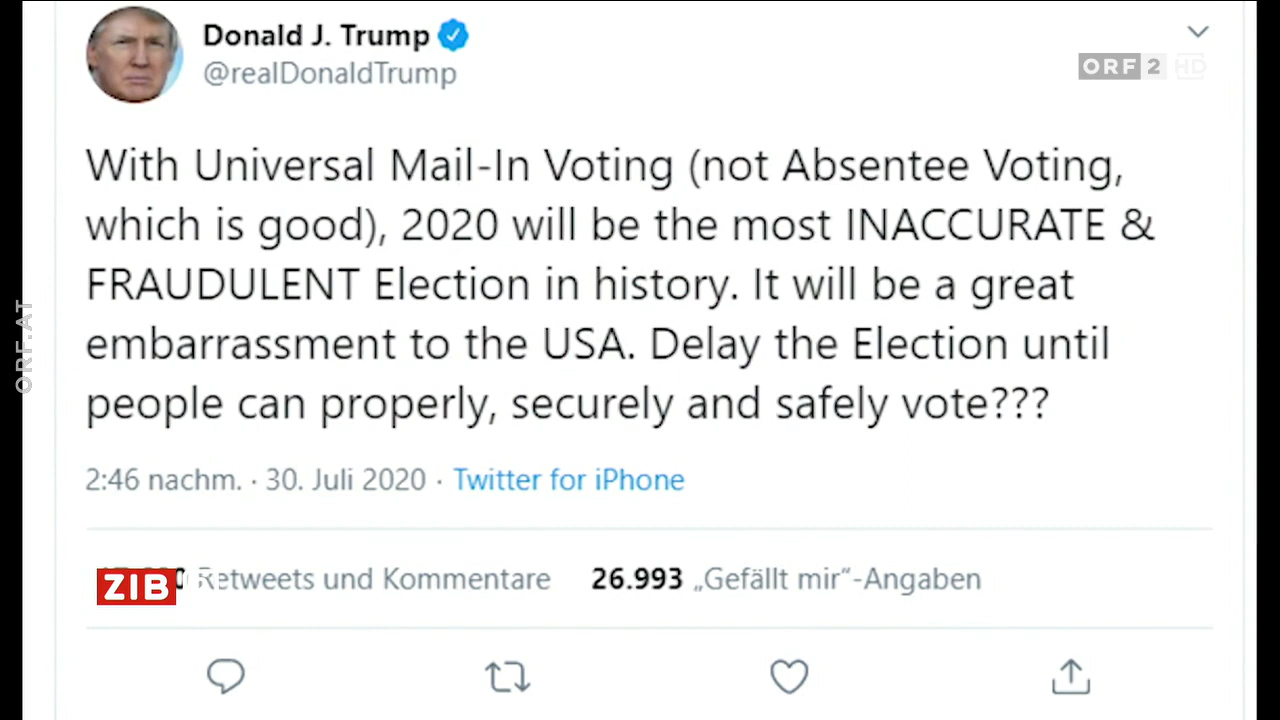 Donald J. Trump
@realDonaldTrump
ORF 2 HD
With Universal Mail-In Voting (not Absentee Voting,
which is good), 2020 will be the most INACCURATE &
FRAUDULENT Election in history. It will be a great
embarrassment to the USA. Delay the Election until
people can properly, securely and safely vote???
ORF.AT
2:46 nachm. · 30. Juli 2020 · Twitter for iPhone
ZIB Retweets und Kommentare 26.993 „Gefällt mir“-Angaben